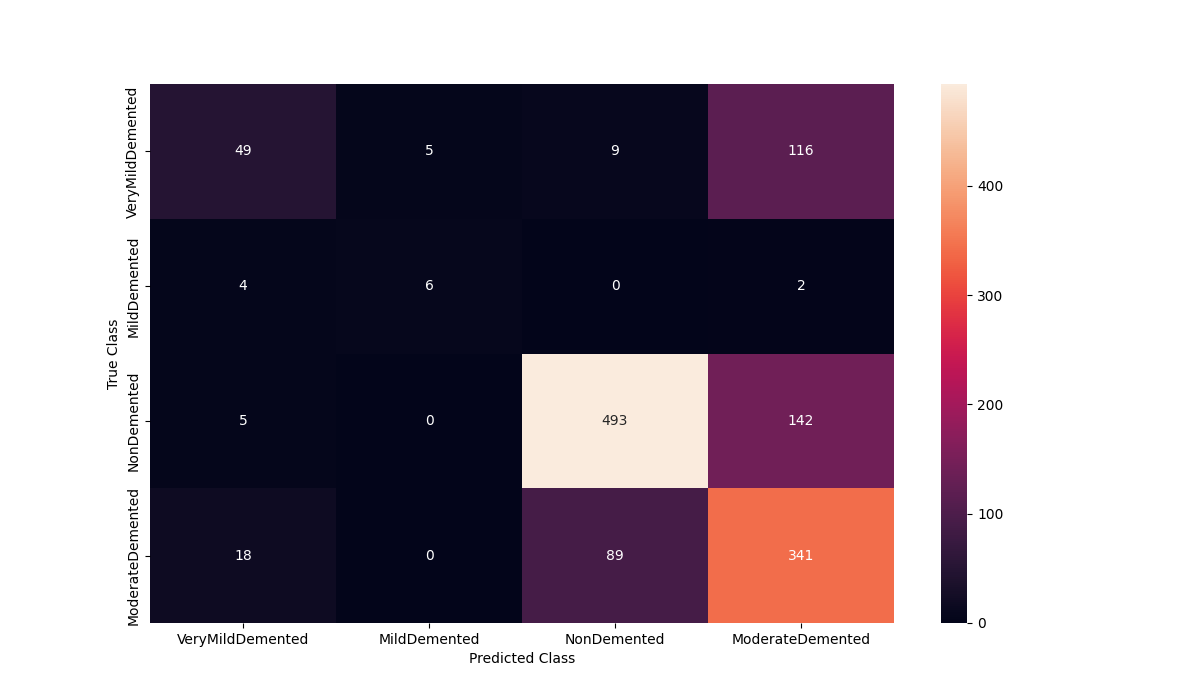 True Class
VeryMildDemented
49 5 9 116
MildDemented
4 6 0 2
NonDemented
5 0 493 142
ModerateDemented
18 0 89 341
VeryMildDemented MildDemented NonDemented ModerateDemented
Predicted Class
400
300
200
100
0